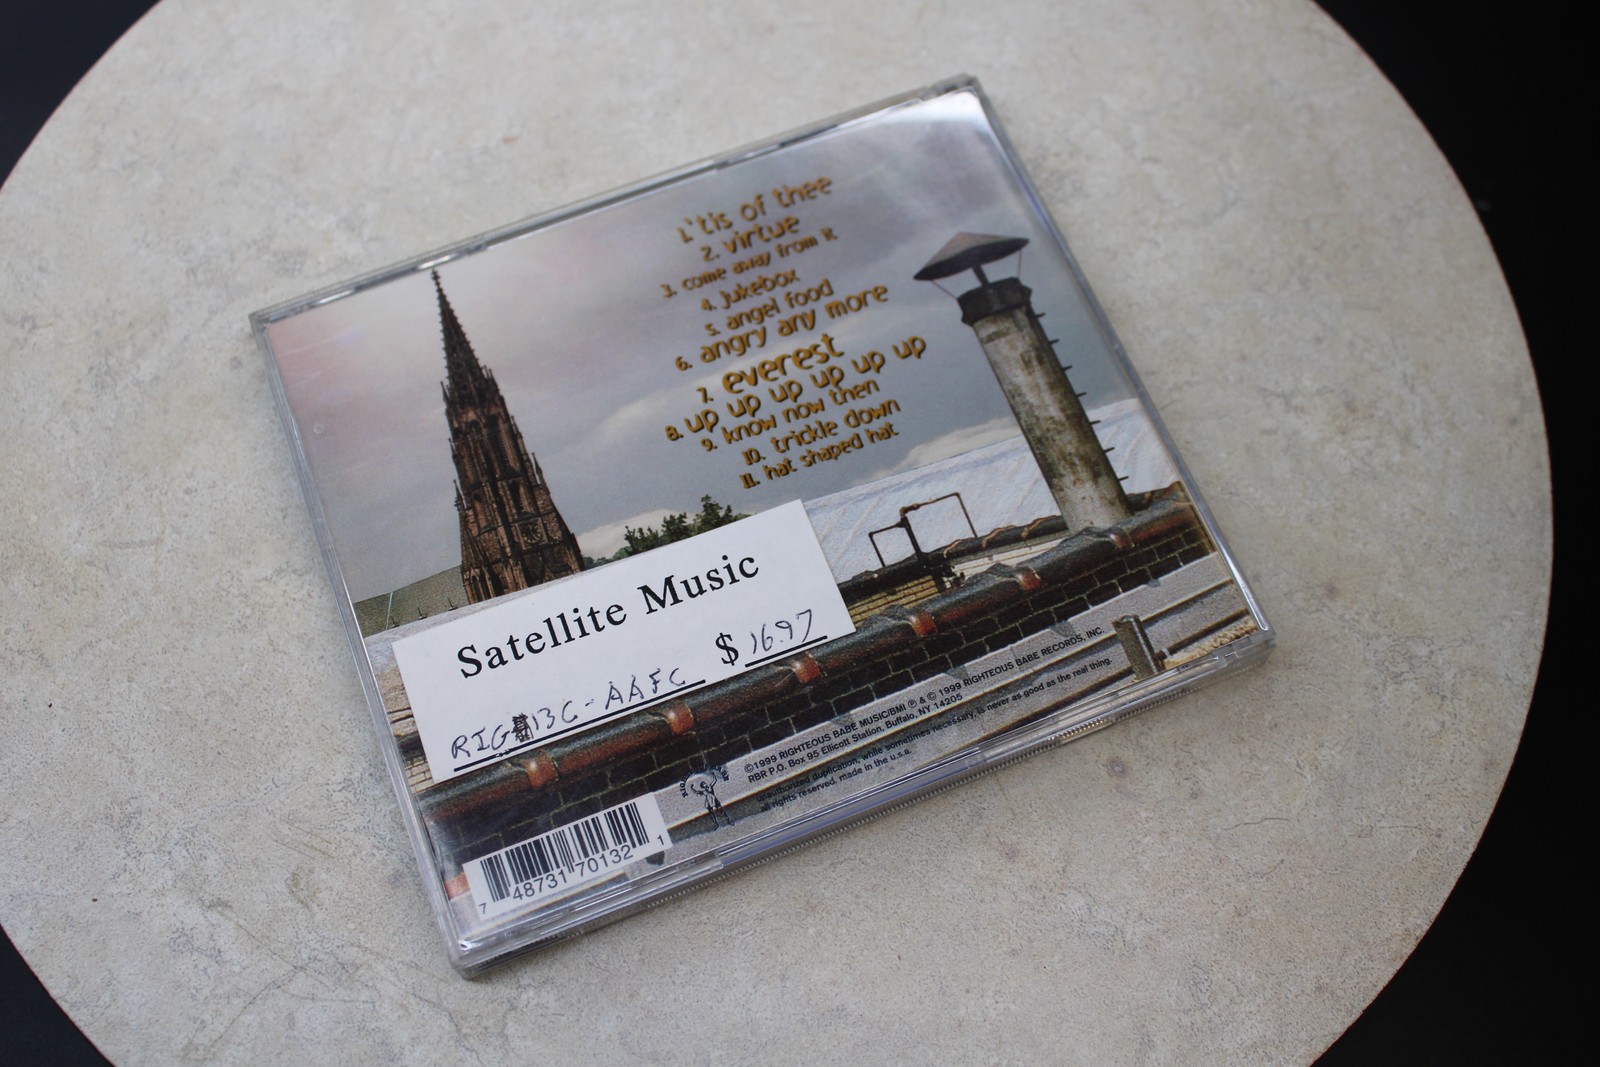 1. 'tis of thee
2. virtue
3. come away from it
4. jukebox
5. angel food
6. angry any more
7. everest
8. up up up up up up
9. know now then
10. trickle down
11. hat shaped hat
Satellite Music
$ 16.97
RIG 13C-AAFC
©1999 RIGHTEOUS BABE MUSIC/BMI ℗ & © 1999 RIGHTEOUS BABE RECORDS, INC.
RBR P.O. Box 95 Ellicott Station, Buffalo, NY 14205
unauthorized duplication, while sometimes necessary, is never as good as the real thing.
all rights reserved. made in the u.s.a.
7 48731 70132 1